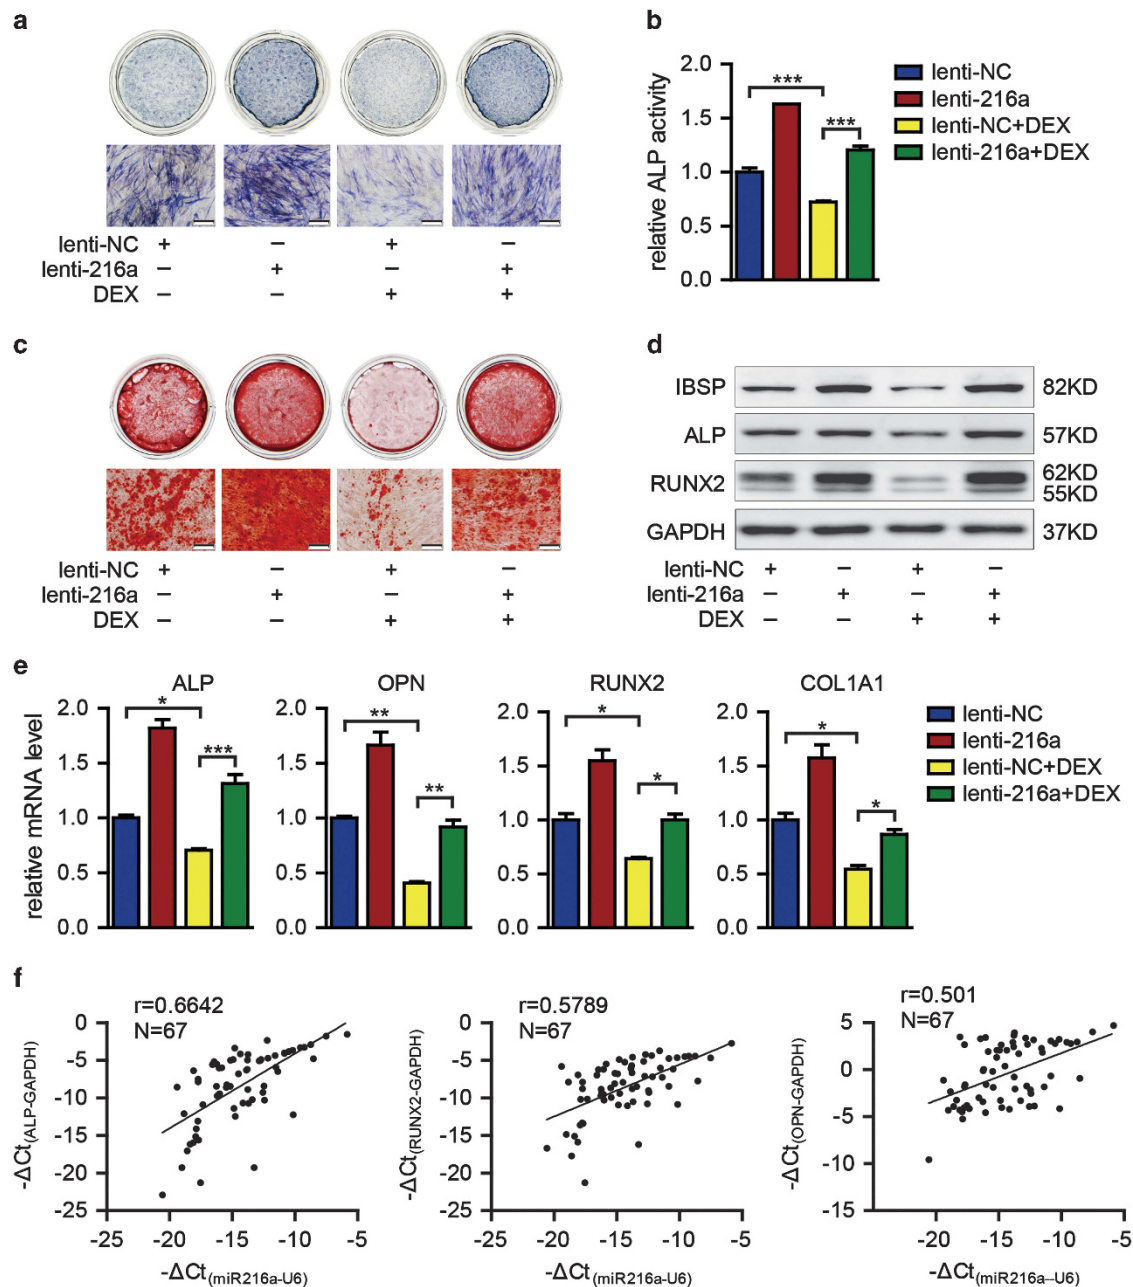 a
lenti-NC + − + −
lenti-216a − + − +
DEX − − + +
b
relative ALP activity
2.0
1.5
1.0
0.5
0.0
***
***
lenti-NC
lenti-216a
lenti-NC+DEX
lenti-216a+DEX
c
lenti-NC + − + −
lenti-216a − + − +
DEX − − + +
d
IBSP 82KD
ALP 57KD
RUNX2 62KD
55KD
GAPDH 37KD
lenti-NC + − + −
lenti-216a − + − +
DEX − − + +
e
relative mRNA level
ALP
2.0
1.5
1.0
0.5
0.0
*
***
OPN
2.0
1.5
1.0
0.5
0.0
**
**
RUNX2
2.0
1.5
1.0
0.5
0.0
*
*
COL1A1
2.0
1.5
1.0
0.5
0.0
*
*
lenti-NC
lenti-216a
lenti-NC+DEX
lenti-216a+DEX
f
r=0.6642
N=67
-ΔCt(ALP-GAPDH)
0
-5
-10
-15
-20
-25
-25 -20 -15 -10 -5
-ΔCt(miR216a-U6)
r=0.5789
N=67
-ΔCt(RUNX2-GAPDH)
0
-5
-10
-15
-20
-25
-25 -20 -15 -10 -5
-ΔCt(miR216a-U6)
r=0.501
N=67
-ΔCt(OPN-GAPDH)
5
0
-5
-10
-15
-20 -15 -10 -5
-ΔCt(miR216a–U6)